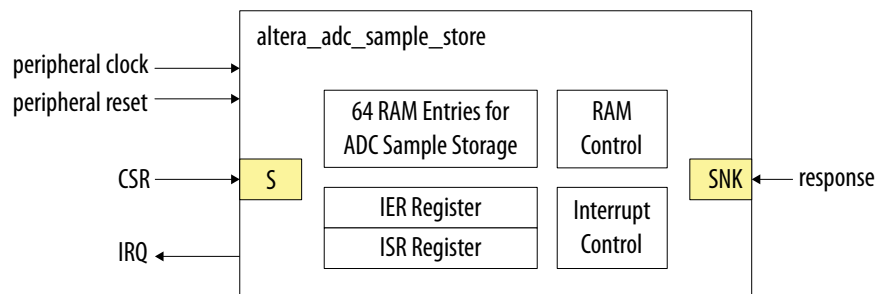 altera_adc_sample_store
peripheral clock
peripheral reset
64 RAM Entries for
ADC Sample Storage
RAM
Control
CSR
S
SNK
response
IER Register
ISR Register
Interrupt
Control
IRQ